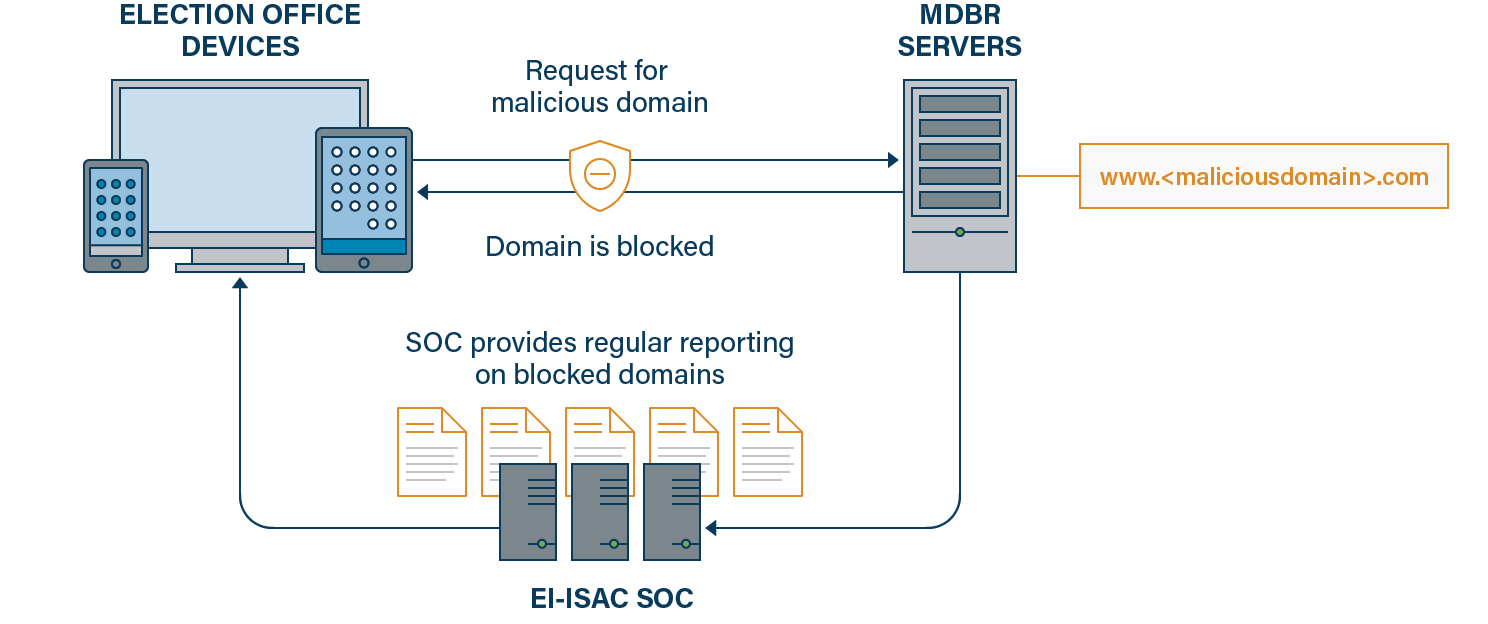 ELECTION OFFICE
DEVICES
MDBR
SERVERS
Request for
malicious domain
www.<maliciousdomain>.com
Domain is blocked
SOC provides regular reporting
on blocked domains
EI-ISAC SOC